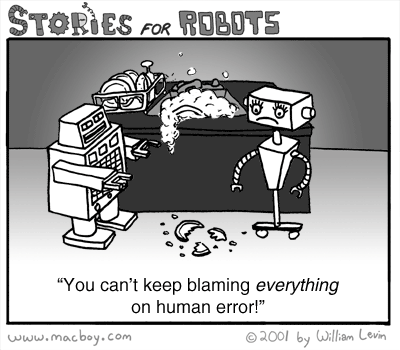 STORIES FOR ROBOTS
“You can’t keep blaming everything
on human error!”
www.macboy.com
©2001 by William Levin